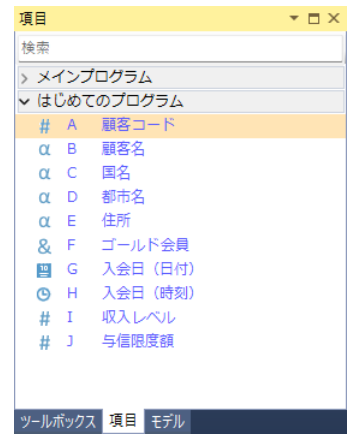 項目
検索
メインプログラム
はじめてのプログラム
# A 顧客コード
α B 顧客名
α C 国名
α D 都市名
α E 住所
& F ゴールド会員
10 G 入会日（日付）
H 入会日（時刻）
# I 収入レベル
# J 与信限度額
ツールボックス 項目 モデル